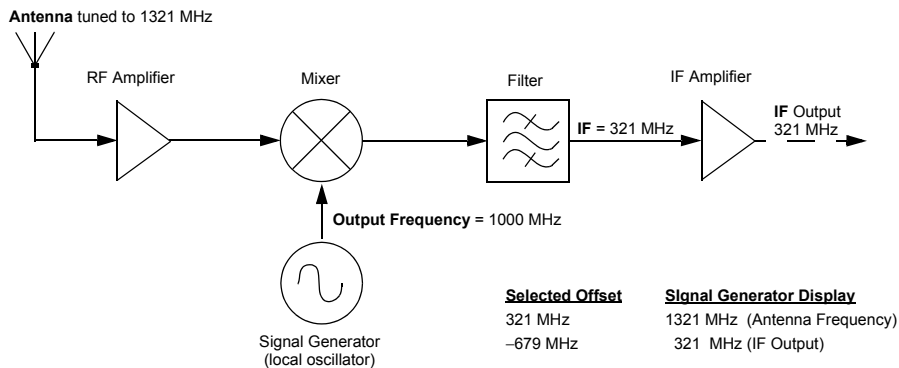 Antenna tuned to 1321 MHz
RF Amplifier
Mixer
Filter
IF Amplifier
IF = 321 MHz
IF Output
321 MHz
Output Frequency = 1000 MHz
Signal Generator
(local oscillator)
Selected Offset SIgnal Generator Display
321 MHz 1321 MHz (Antenna Frequency)
–679 MHz 321 MHz (IF Output)